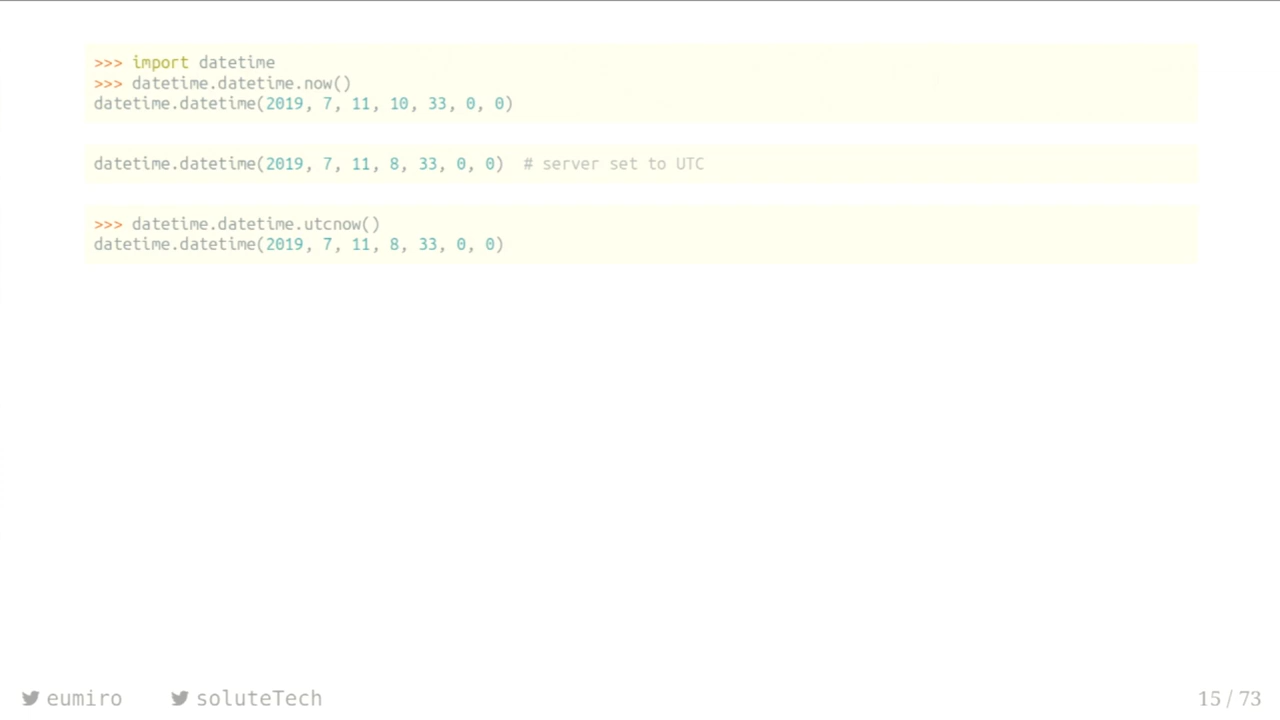 >>> import datetime
>>> datetime.datetime.now()
datetime.datetime(2019, 7, 11, 10, 33, 0, 0)
datetime.datetime(2019, 7, 11, 8, 33, 0, 0)  # server set to UTC
>>> datetime.datetime.utcnow()
datetime.datetime(2019, 7, 11, 8, 33, 0, 0)
eumiro soluteTech 15 / 73